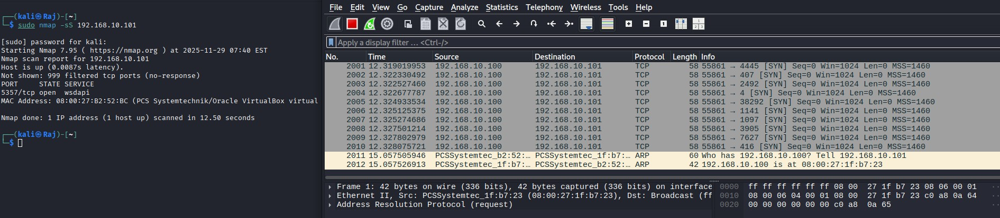 ┌──(kali㉿Raj)-[~]
└─$ sudo nmap -sS 192.168.10.101
[sudo] password for kali:
Starting Nmap 7.95 ( https://nmap.org ) at 2025-11-29 07:40 EST
Nmap scan report for 192.168.10.101
Host is up (0.0087s latency).
Not shown: 999 filtered tcp ports (no-response)
PORT     STATE SERVICE
5357/tcp open  wsdapi
MAC Address: 08:00:27:B2:52:BC (PCS Systemtechnik/Oracle VirtualBox virtual
Nmap done: 1 IP address (1 host up) scanned in 12.50 seconds
┌──(kali㉿Raj)-[~]
└─$
File Edit View Go Capture Analyze Statistics Telephony Wireless Tools Help
Apply a display filter … <Ctrl-/>
No. Time Source Destination Protocol Length Info
2001 12.319019953 192.168.10.100 192.168.10.101 TCP 58 55861 → 4445 [SYN] Seq=0 Win=1024 Len=0 MSS=1460
2002 12.322330492 192.168.10.100 192.168.10.101 TCP 58 55861 → 407 [SYN] Seq=0 Win=1024 Len=0 MSS=1460
2003 12.322527460 192.168.10.100 192.168.10.101 TCP 58 55861 → 2492 [SYN] Seq=0 Win=1024 Len=0 MSS=1460
2004 12.322677787 192.168.10.100 192.168.10.101 TCP 58 55861 → 4 [SYN] Seq=0 Win=1024 Len=0 MSS=1460
2005 12.324933534 192.168.10.100 192.168.10.101 TCP 58 55861 → 38292 [SYN] Seq=0 Win=1024 Len=0 MSS=1460
2006 12.325125375 192.168.10.100 192.168.10.101 TCP 58 55861 → 1141 [SYN] Seq=0 Win=1024 Len=0 MSS=1460
2007 12.325274686 192.168.10.100 192.168.10.101 TCP 58 55861 → 1097 [SYN] Seq=0 Win=1024 Len=0 MSS=1460
2008 12.327501214 192.168.10.100 192.168.10.101 TCP 58 55861 → 3905 [SYN] Seq=0 Win=1024 Len=0 MSS=1460
2009 12.327802979 192.168.10.100 192.168.10.101 TCP 58 55861 → 7627 [SYN] Seq=0 Win=1024 Len=0 MSS=1460
2010 12.328075721 192.168.10.100 192.168.10.101 TCP 58 55861 → 416 [SYN] Seq=0 Win=1024 Len=0 MSS=1460
2011 15.057505946 PCSSystemtec_b2:52:… PCSSystemtec_1f:b7:… ARP 60 Who has 192.168.10.100? Tell 192.168.10.101
2012 15.057526913 PCSSystemtec_1f:b7:… PCSSystemtec_b2:52:… ARP 42 192.168.10.100 is at 08:00:27:1f:b7:23
Frame 1: 42 bytes on wire (336 bits), 42 bytes captured (336 bits) on interface
Ethernet II, Src: PCSSystemtec_1f:b7:23 (08:00:27:1f:b7:23), Dst: Broadcast (ff
Address Resolution Protocol (request)
0000 ff ff ff ff ff ff 08 00 27 1f b7 23 08 06 00 01 ··
0010 08 00 06 04 00 01 08 00 27 1f b7 23 c0 a8 0a 64 ··
0020 00 00 00 00 00 00 c0 a8 0a 65 ··